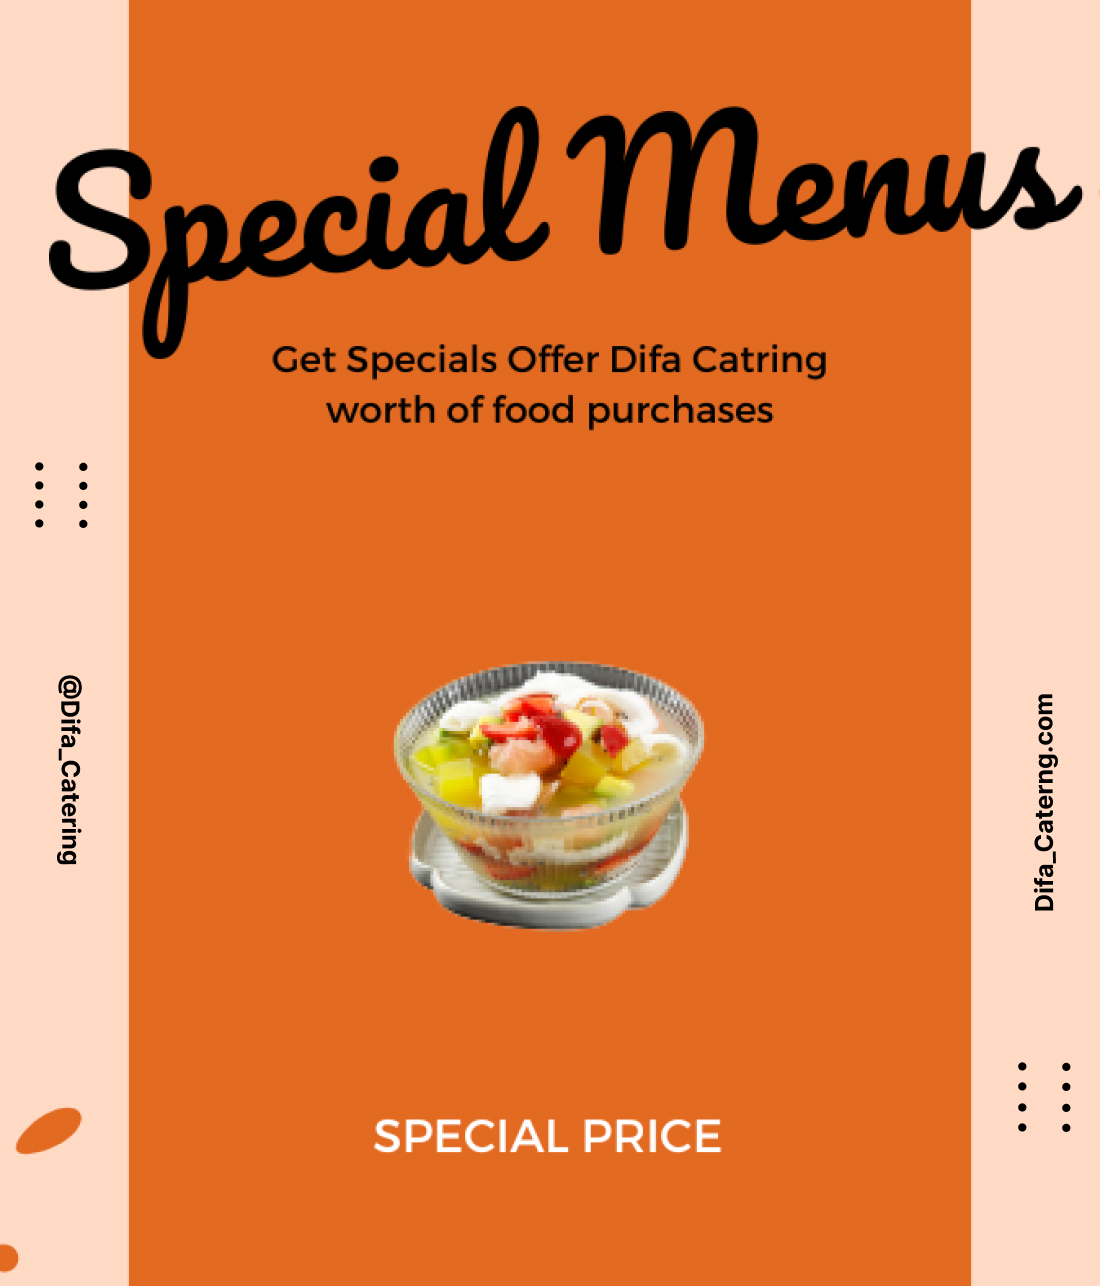 Special Menus
Get Specials Offer Difa Catring
worth of food purchases
@Difa_Catering
Difa_Caterng.com
SPECIAL PRICE